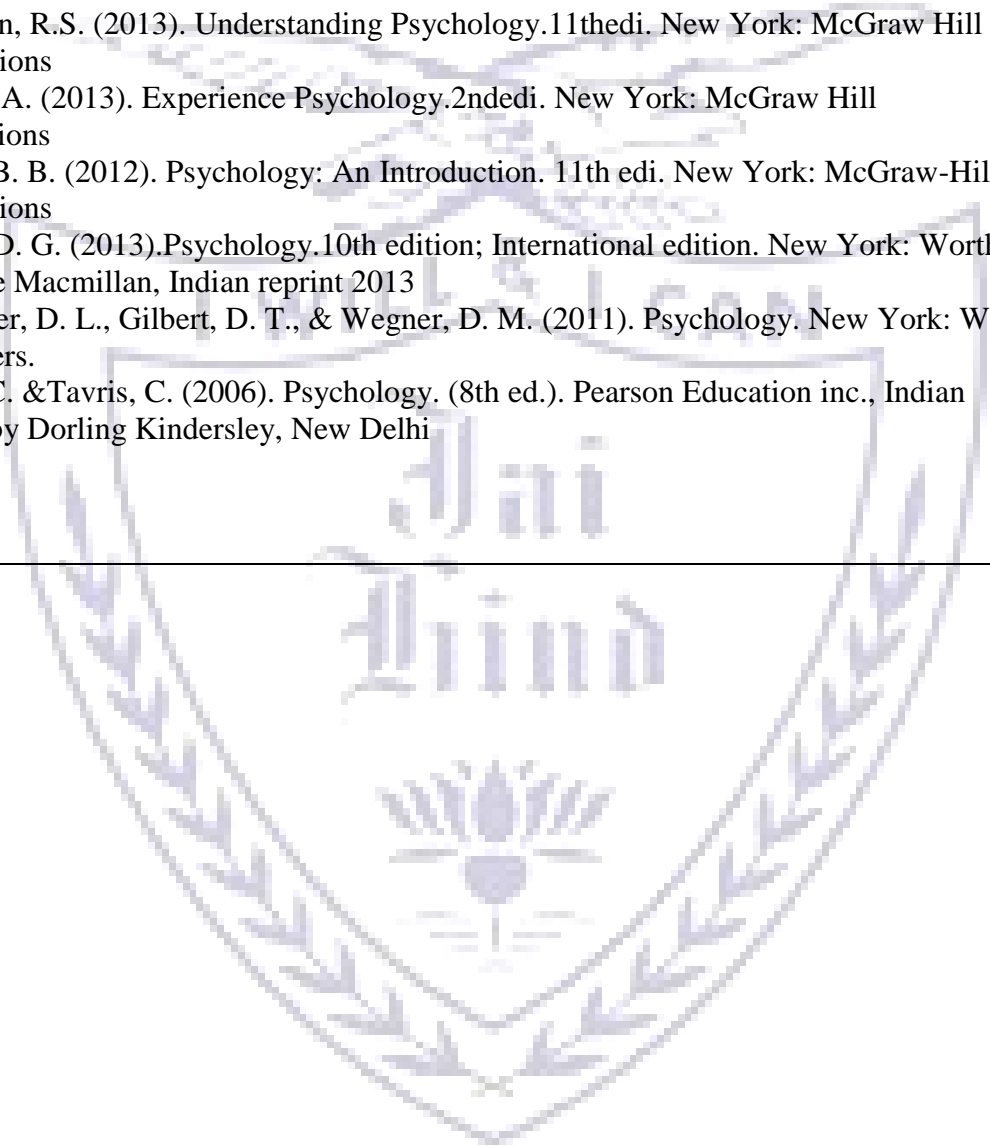 n, R.S. (2013). Understanding Psychology.11thedi. New York: McGraw Hill
ions
A. (2013). Experience Psychology.2ndedi. New York: McGraw Hill
ions
B. B. (2012). Psychology: An Introduction. 11th edi. New York: McGraw-Hil
ions
D. G. (2013).Psychology.10th edition; International edition. New York: Worth
e Macmillan, Indian reprint 2013
er, D. L., Gilbert, D. T., & Wegner, D. M. (2011). Psychology. New York: W
ers.
C. &Tavris, C. (2006). Psychology. (8th ed.). Pearson Education inc., Indian
by Dorling Kindersley, New Delhi
I WILL & I CAN
Jai
Hind